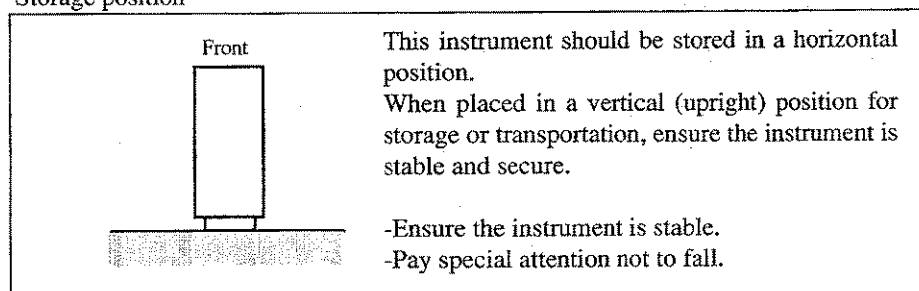 Storage position
Front
This instrument should be stored in a horizontal
position.
When placed in a vertical (upright) position for
storage or transportation, ensure the instrument is
stable and secure.
-Ensure the instrument is stable.
-Pay special attention not to fall.